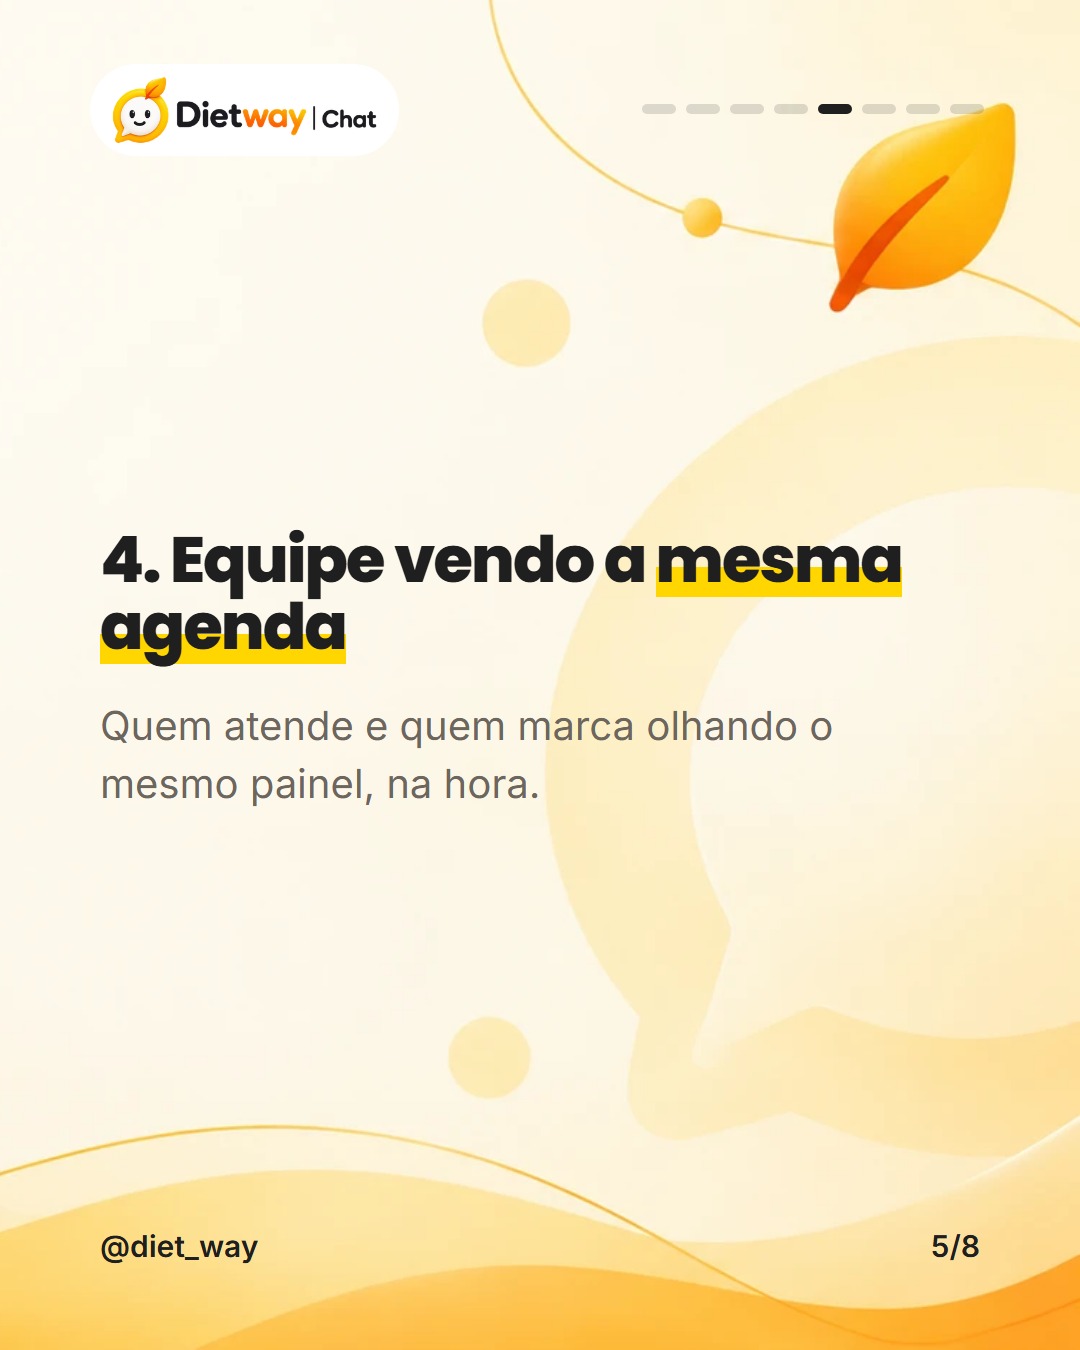 Dietway | Chat
4. Equipe vendo a mesma
agenda
Quem atende e quem marca olhando o
mesmo painel, na hora.
@diet_way
5/8